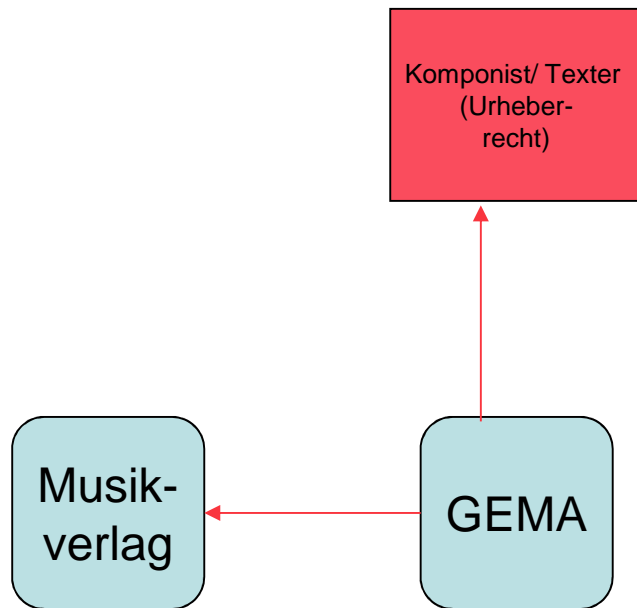 Komponist/ Texter
(Urheber-
recht)
Musik-
verlag
GEMA